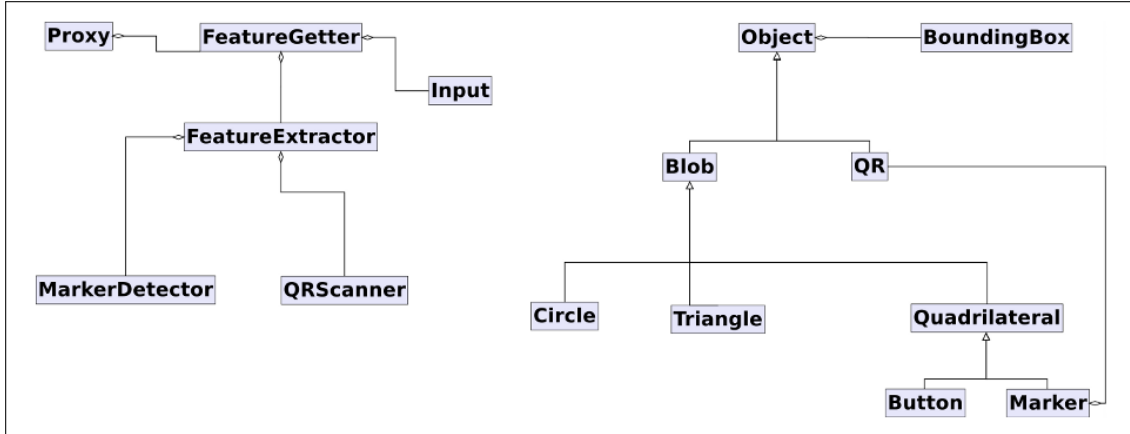 Proxy
FeatureGetter
Input
FeatureExtractor
MarkerDetector
QRScanner
Object
BoundingBox
Blob
QR
Circle
Triangle
Quadrilateral
Button
Marker